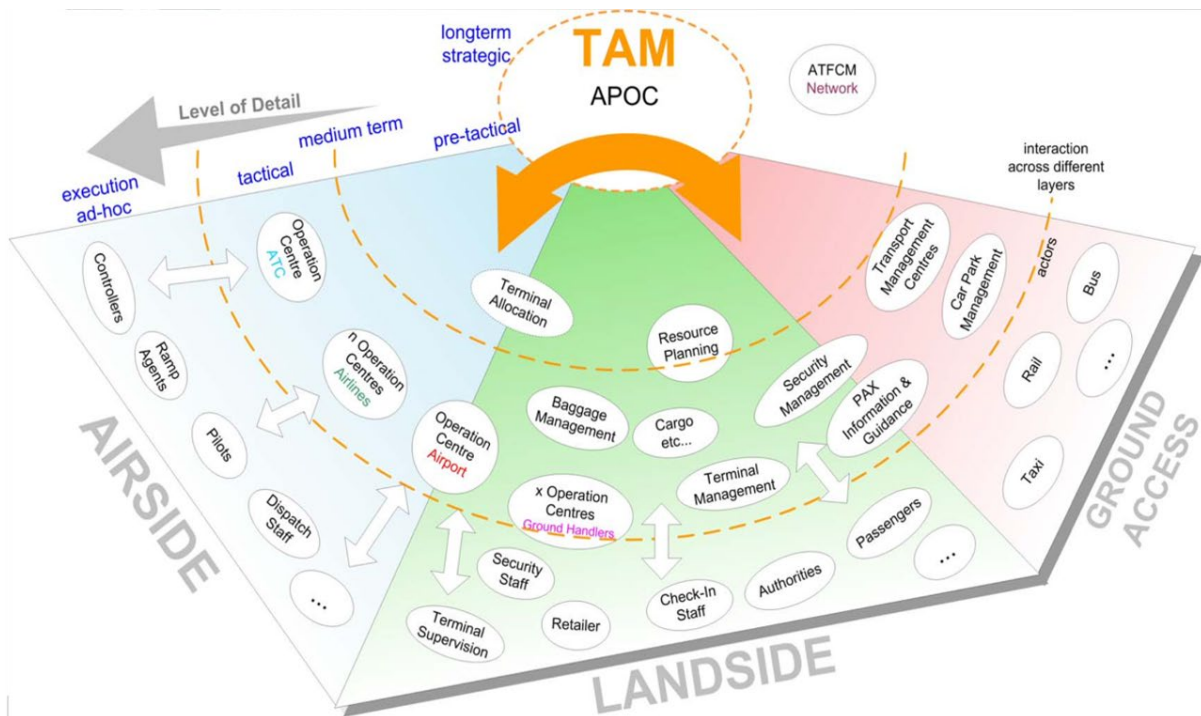 longterm
strategic
TAM
APOC
ATFCM
Network
Level of Detail
medium term
pre-tactical
tactical
execution
ad-hoc
interaction
across different
layers
actors
Controllers
Operation
Centre
ATC
Ramp
Agents
n Operation
Centres
Airlines
Pilots
Dispatch
Staff
...
Operation
Centre
Airport
Terminal
Allocation
Resource
Planning
Baggage
Management
Cargo
etc...
Security
Management
PAX
Information &
Guidance
Transport
Management
Centres
Car Park
Management
Bus
Rail
...
Taxi
x Operation
Centres
Ground Handlers
Terminal
Management
Passengers
...
Security
Staff
Terminal
Supervision
Retailer
Check-In
Staff
Authorities
AIRSIDE
LANDSIDE
GROUND
ACCESS